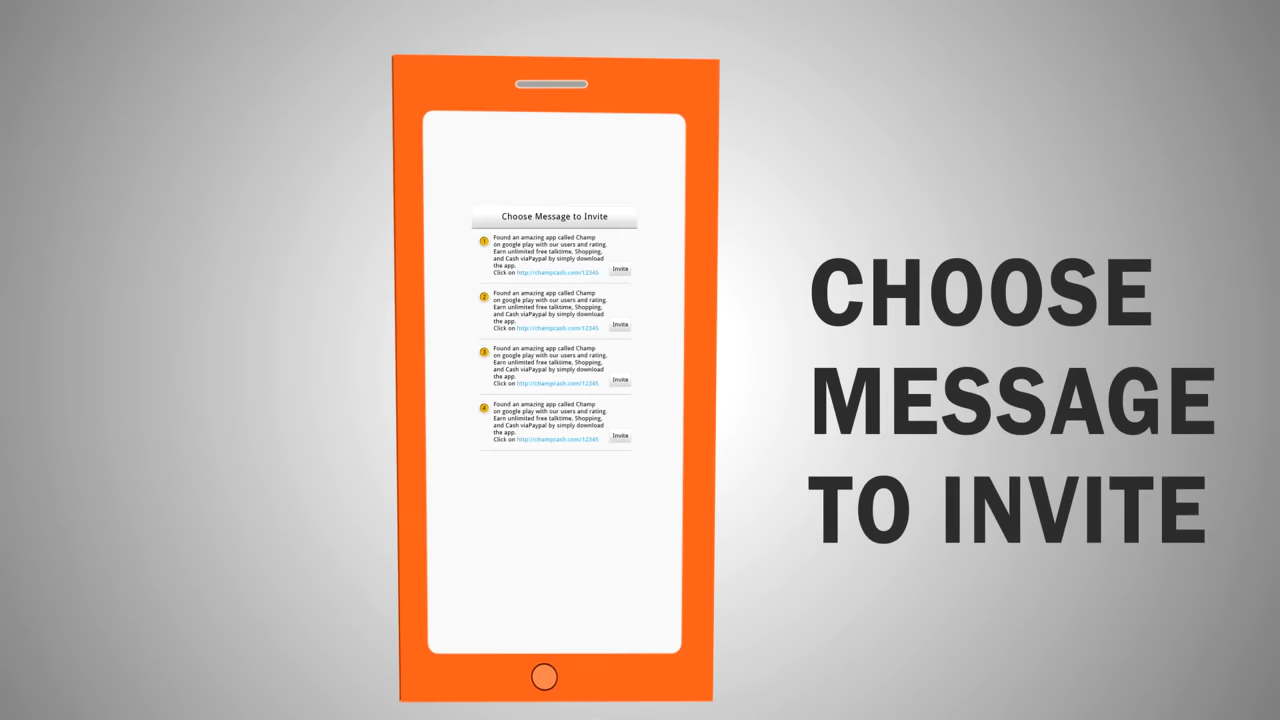 Choose Message to Invite
1
Found an amazing app called Champ
on google play with our users and rating.
Earn unlimited free talktime, Shopping,
and Cash viaPaypal by simply download
the app.
Click on http://champcash.com/12345
Invite
2
Found an amazing app called Champ
on google play with our users and rating.
Earn unlimited free talktime, Shopping,
and Cash viaPaypal by simply download
the app.
Click on http://champcash.com/12345
Invite
3
Found an amazing app called Champ
on google play with our users and rating.
Earn unlimited free talktime, Shopping,
and Cash viaPaypal by simply download
the app.
Click on http://champcash.com/12345
Invite
4
Found an amazing app called Champ
on google play with our users and rating.
Earn unlimited free talktime, Shopping,
and Cash viaPaypal by simply download
the app.
Click on http://champcash.com/12345
Invite
CHOOSE
MESSAGE
TO INVITE